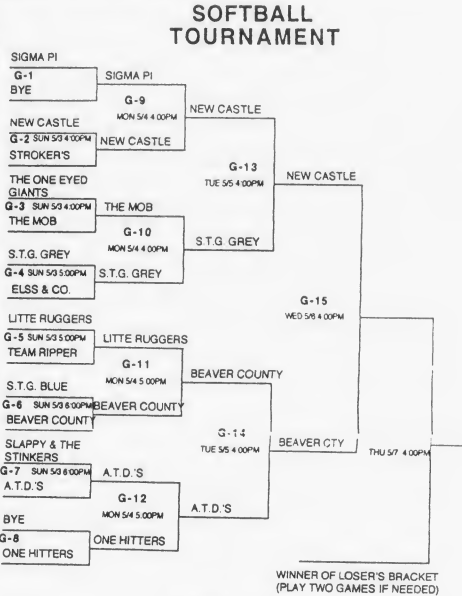 SOFTBALL
TOURNAMENT
SIGMA PI
G-1
BYE
SIGMA PI
G-9
MON 5/4 4:00PM
NEW CASTLE
NEW CASTLE
G-2 SUN 5/3 4:00PM
STROKER'S
NEW CASTLE
G-13
TUE 5/5 4:00PM
NEW CASTLE
THE ONE EYED
GIANTS
G-3 SUN 5/3 4:00PM
THE MOB
THE MOB
G-10
MON 5/4 4:00PM
S.T.G. GREY
S.T.G. GREY
G-4 SUN 5/3 5:00PM
ELSS & CO.
S.T.G. GREY
G-15
WED 5/6 4:00PM
LITTE RUGGERS
G-5 SUN 5/3 5:00PM
TEAM RIPPER
LITTE RUGGERS
G-11
MON 5/4 5:00PM
BEAVER COUNTY
S.T.G. BLUE
G-6 SUN 5/3 6:00PM
BEAVER COUNTY
BEAVER COUNTY
G-14
TUE 5/5 4:00PM
BEAVER CTY
THU 5/7 4:00PM
SLAPPY & THE
STINKERS
G-7 SUN 5/3 6:00PM
A.T.D.'S
A.T.D.'S
G-12
MON 5/4 5:00PM
A.T.D.'S
BYE
G-8
ONE HITTERS
ONE HITTERS
WINNER OF LOSER'S BRACKET
(PLAY TWO GAMES IF NEEDED)